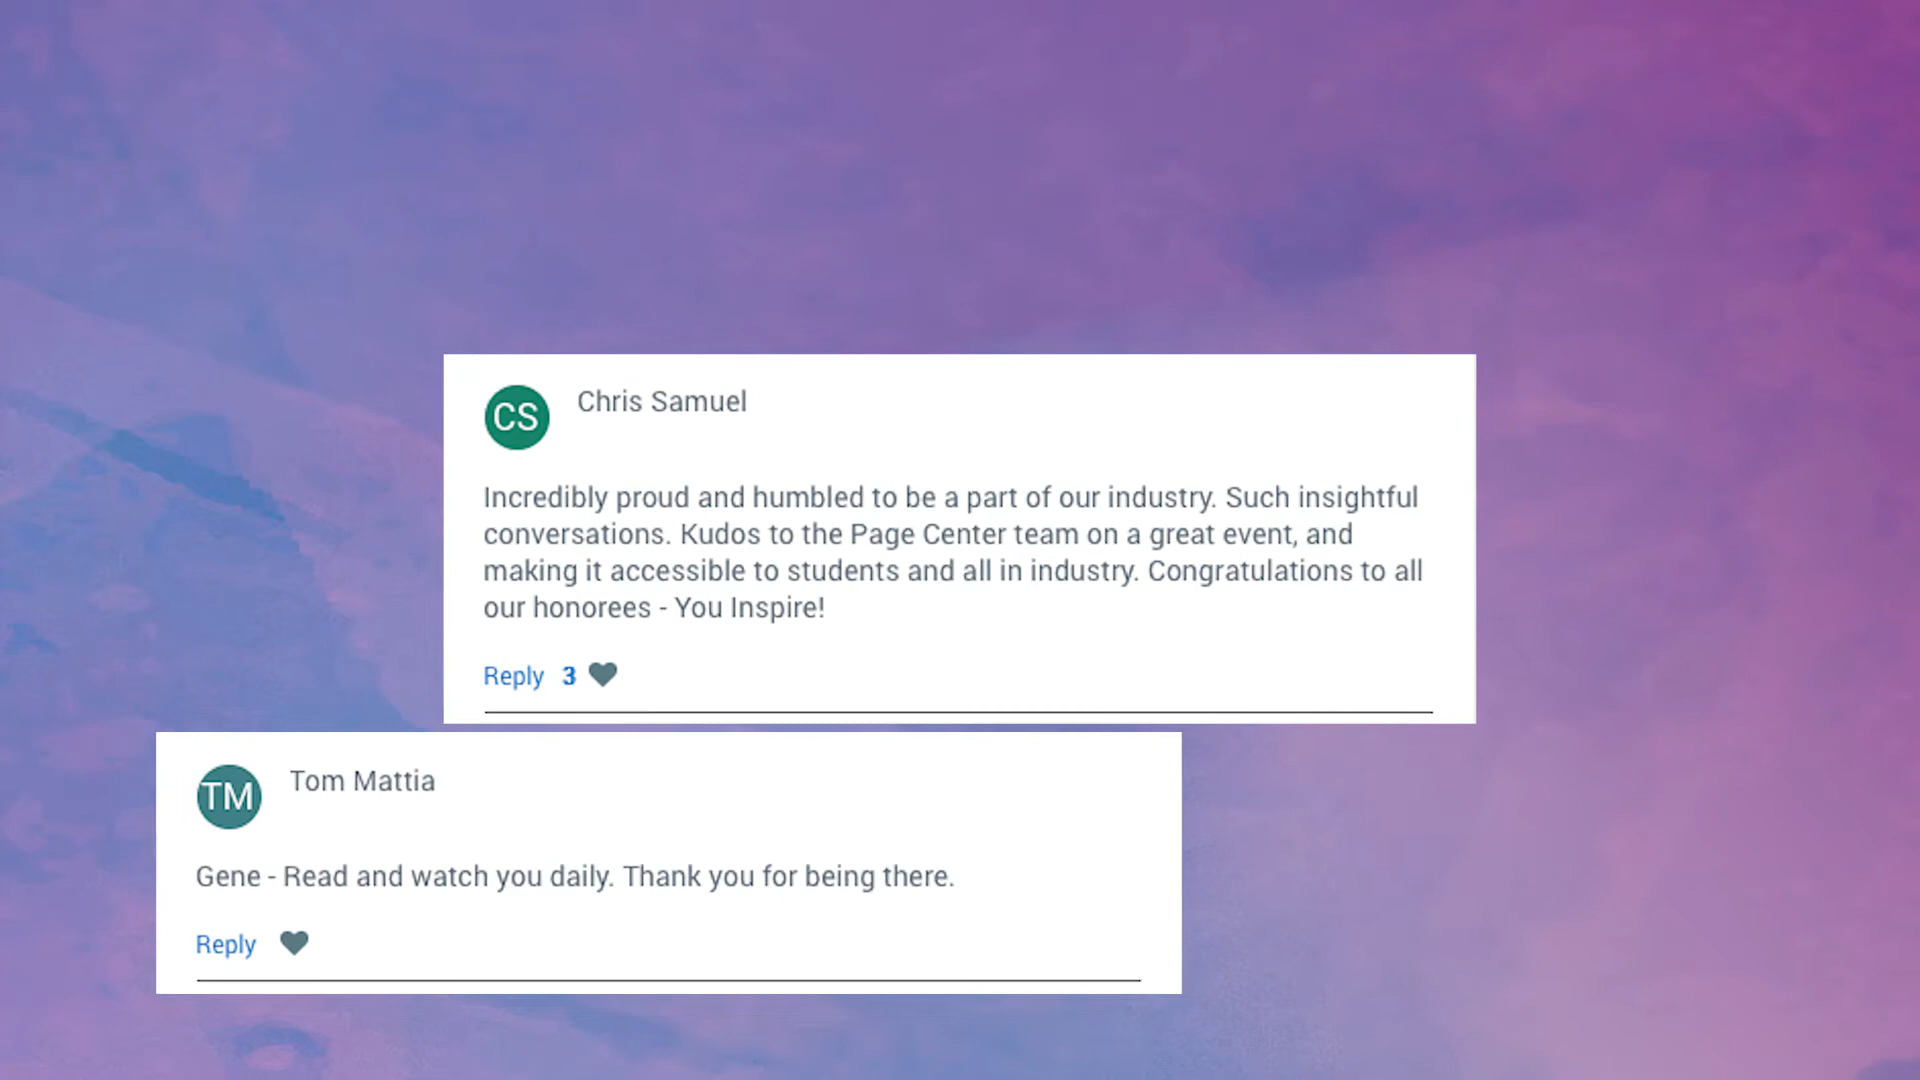 CS
Chris Samuel
Incredibly proud and humbled to be a part of our industry. Such insightful
conversations. Kudos to the Page Center team on a great event, and
making it accessible to students and all in industry. Congratulations to all
our honorees - You Inspire!
Reply 3
TM
Tom Mattia
Gene - Read and watch you daily. Thank you for being there.
Reply